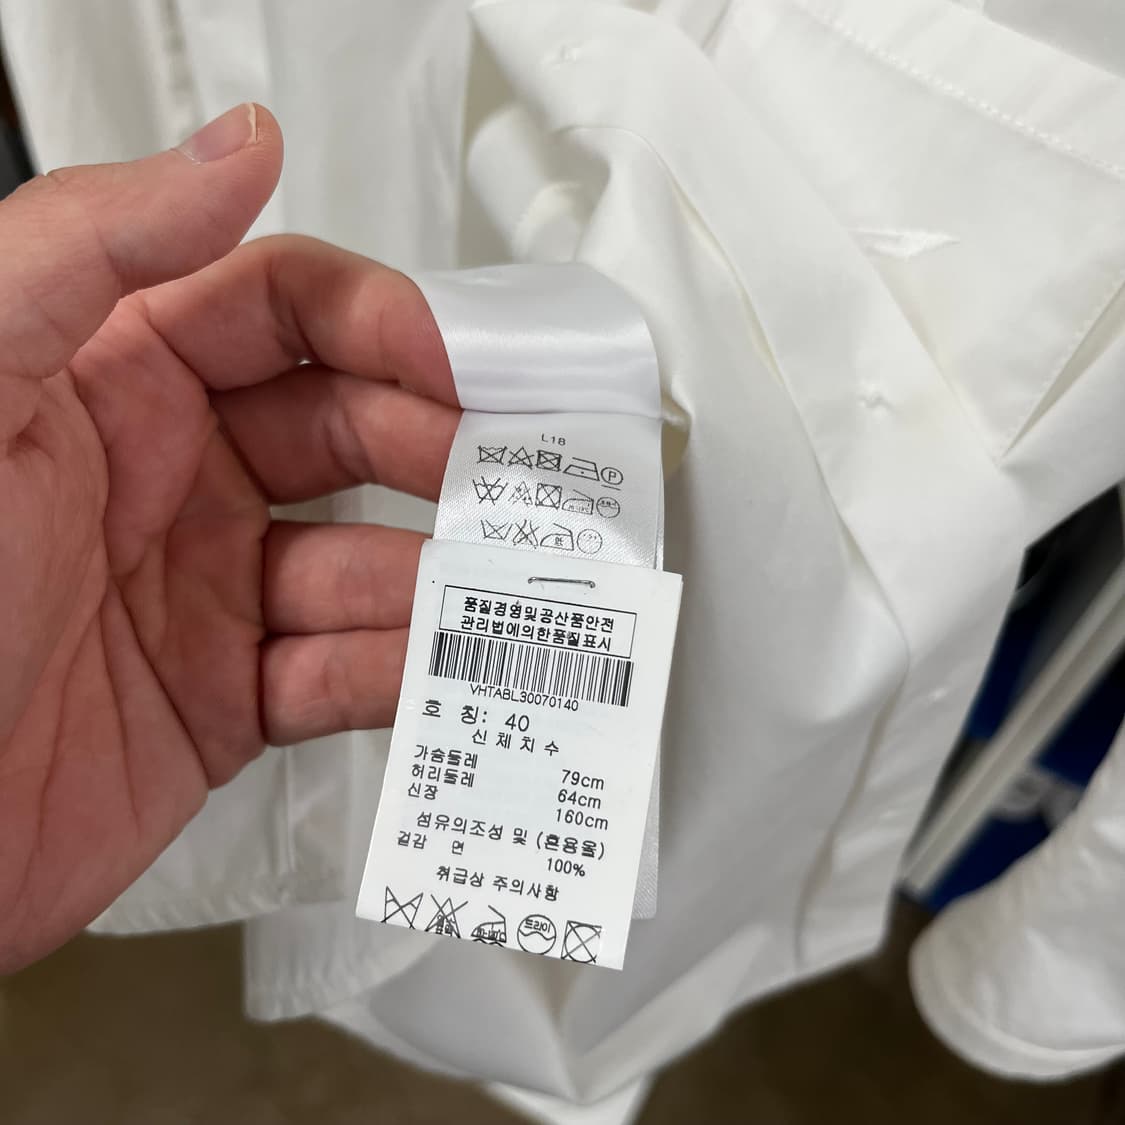 L18
P
품질경영및공산품안전
관리법에의한품질표시
VHTABL30070140
호 칭: 40
신 체 치 수
가슴둘레 79cm
허리둘레 64cm
신장 160cm
섬유의조성 및 (혼용율)
겉감 면 100%
취급상 주의사항
드라이